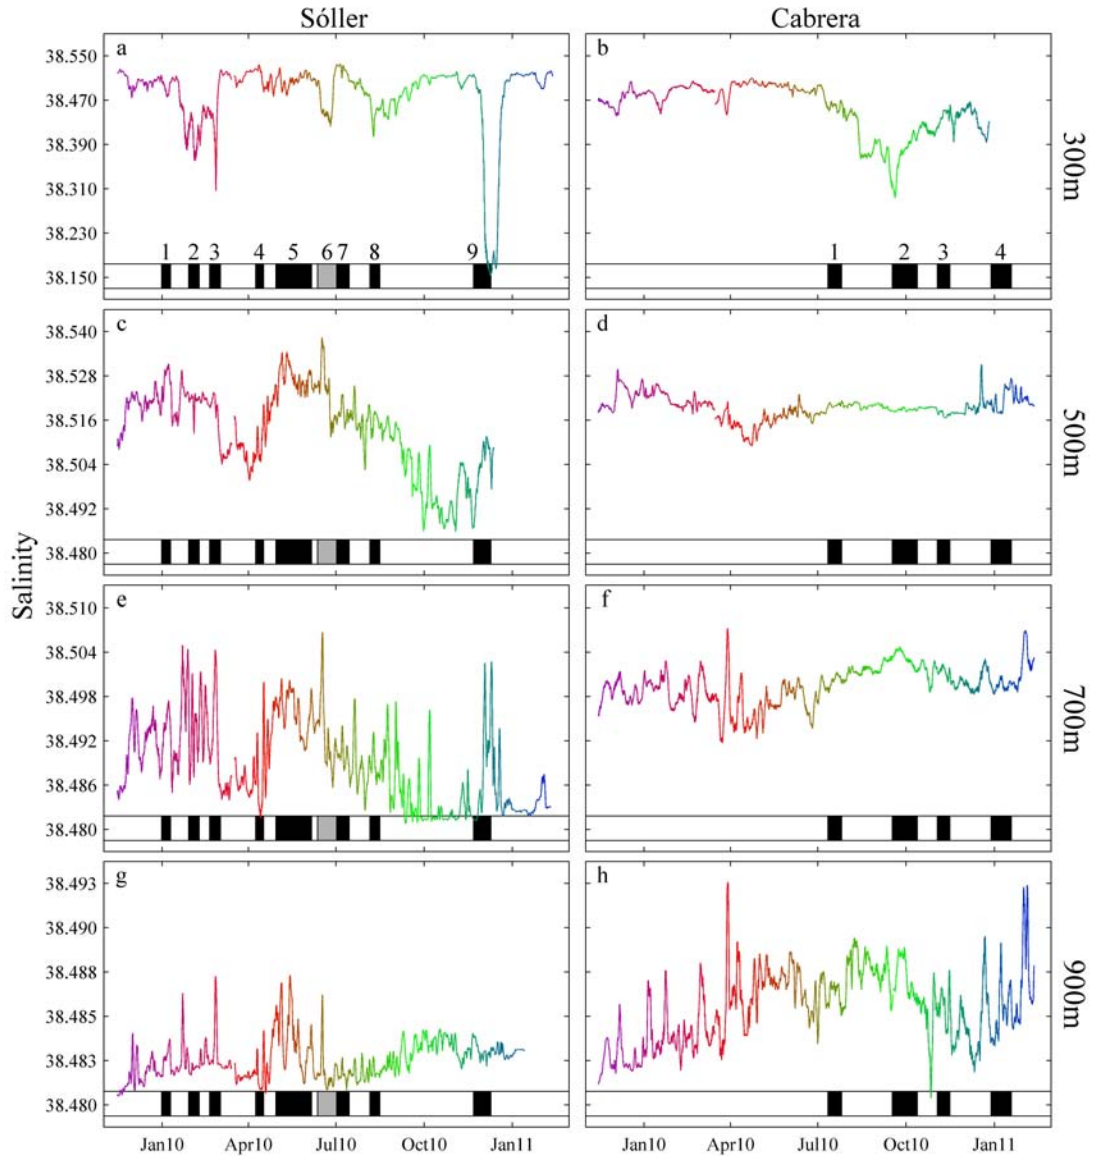 Sóller
Cabrera
a
38.550
38.470
38.390
38.310
38.230
38.150
1 2 3 4 5 6 7 8 9
b
1 2 3 4
300m
c
38.540
38.528
38.516
38.504
38.492
38.480
d
500m
Salinity
e
38.510
38.504
38.498
38.492
38.486
38.480
f
700m
g
38.493
38.490
38.488
38.485
38.483
38.480
h
900m
Jan10 Apr10 Jul10 Oct10 Jan11
Jan10 Apr10 Jul10 Oct10 Jan11